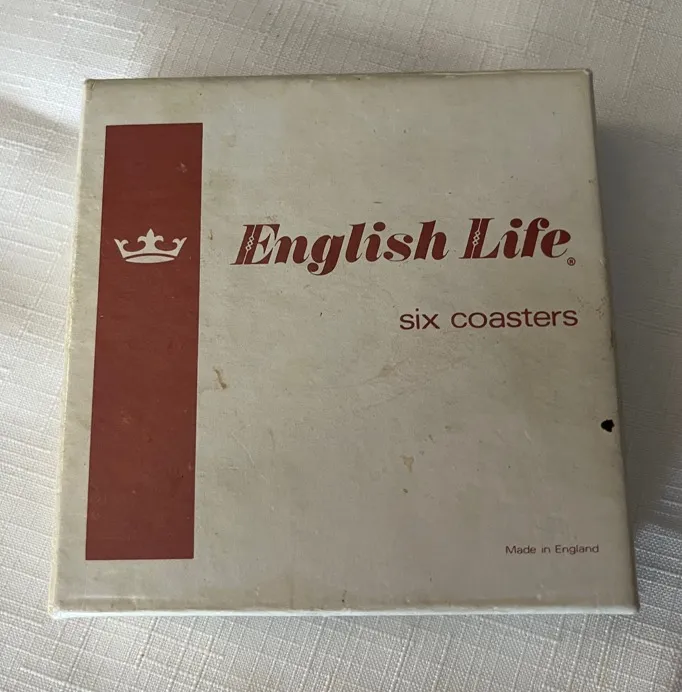 English Life®
six coasters
Made in England